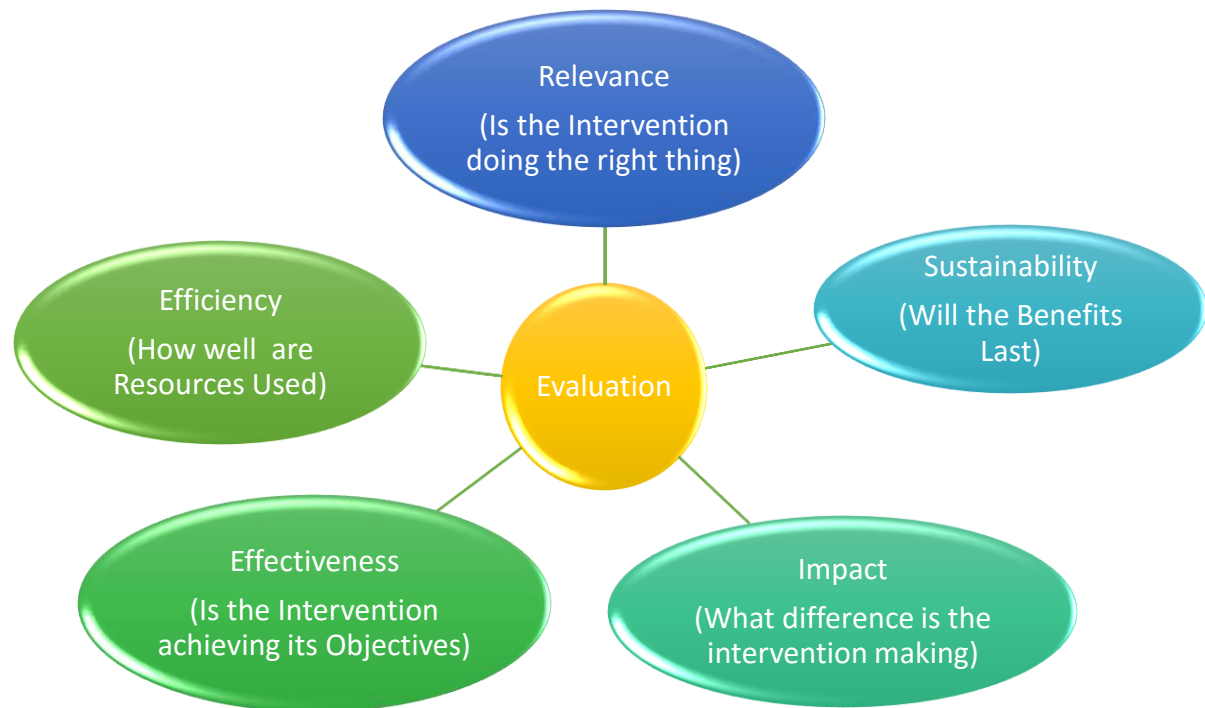 Relevance
(Is the Intervention
doing the right thing)
Sustainability
(Will the Benefits
Last)
Impact
(What difference is the
intervention making)
Effectiveness
(Is the Intervention
achieving its Objectives)
Efficiency
(How well  are
Resources Used)
Evaluation